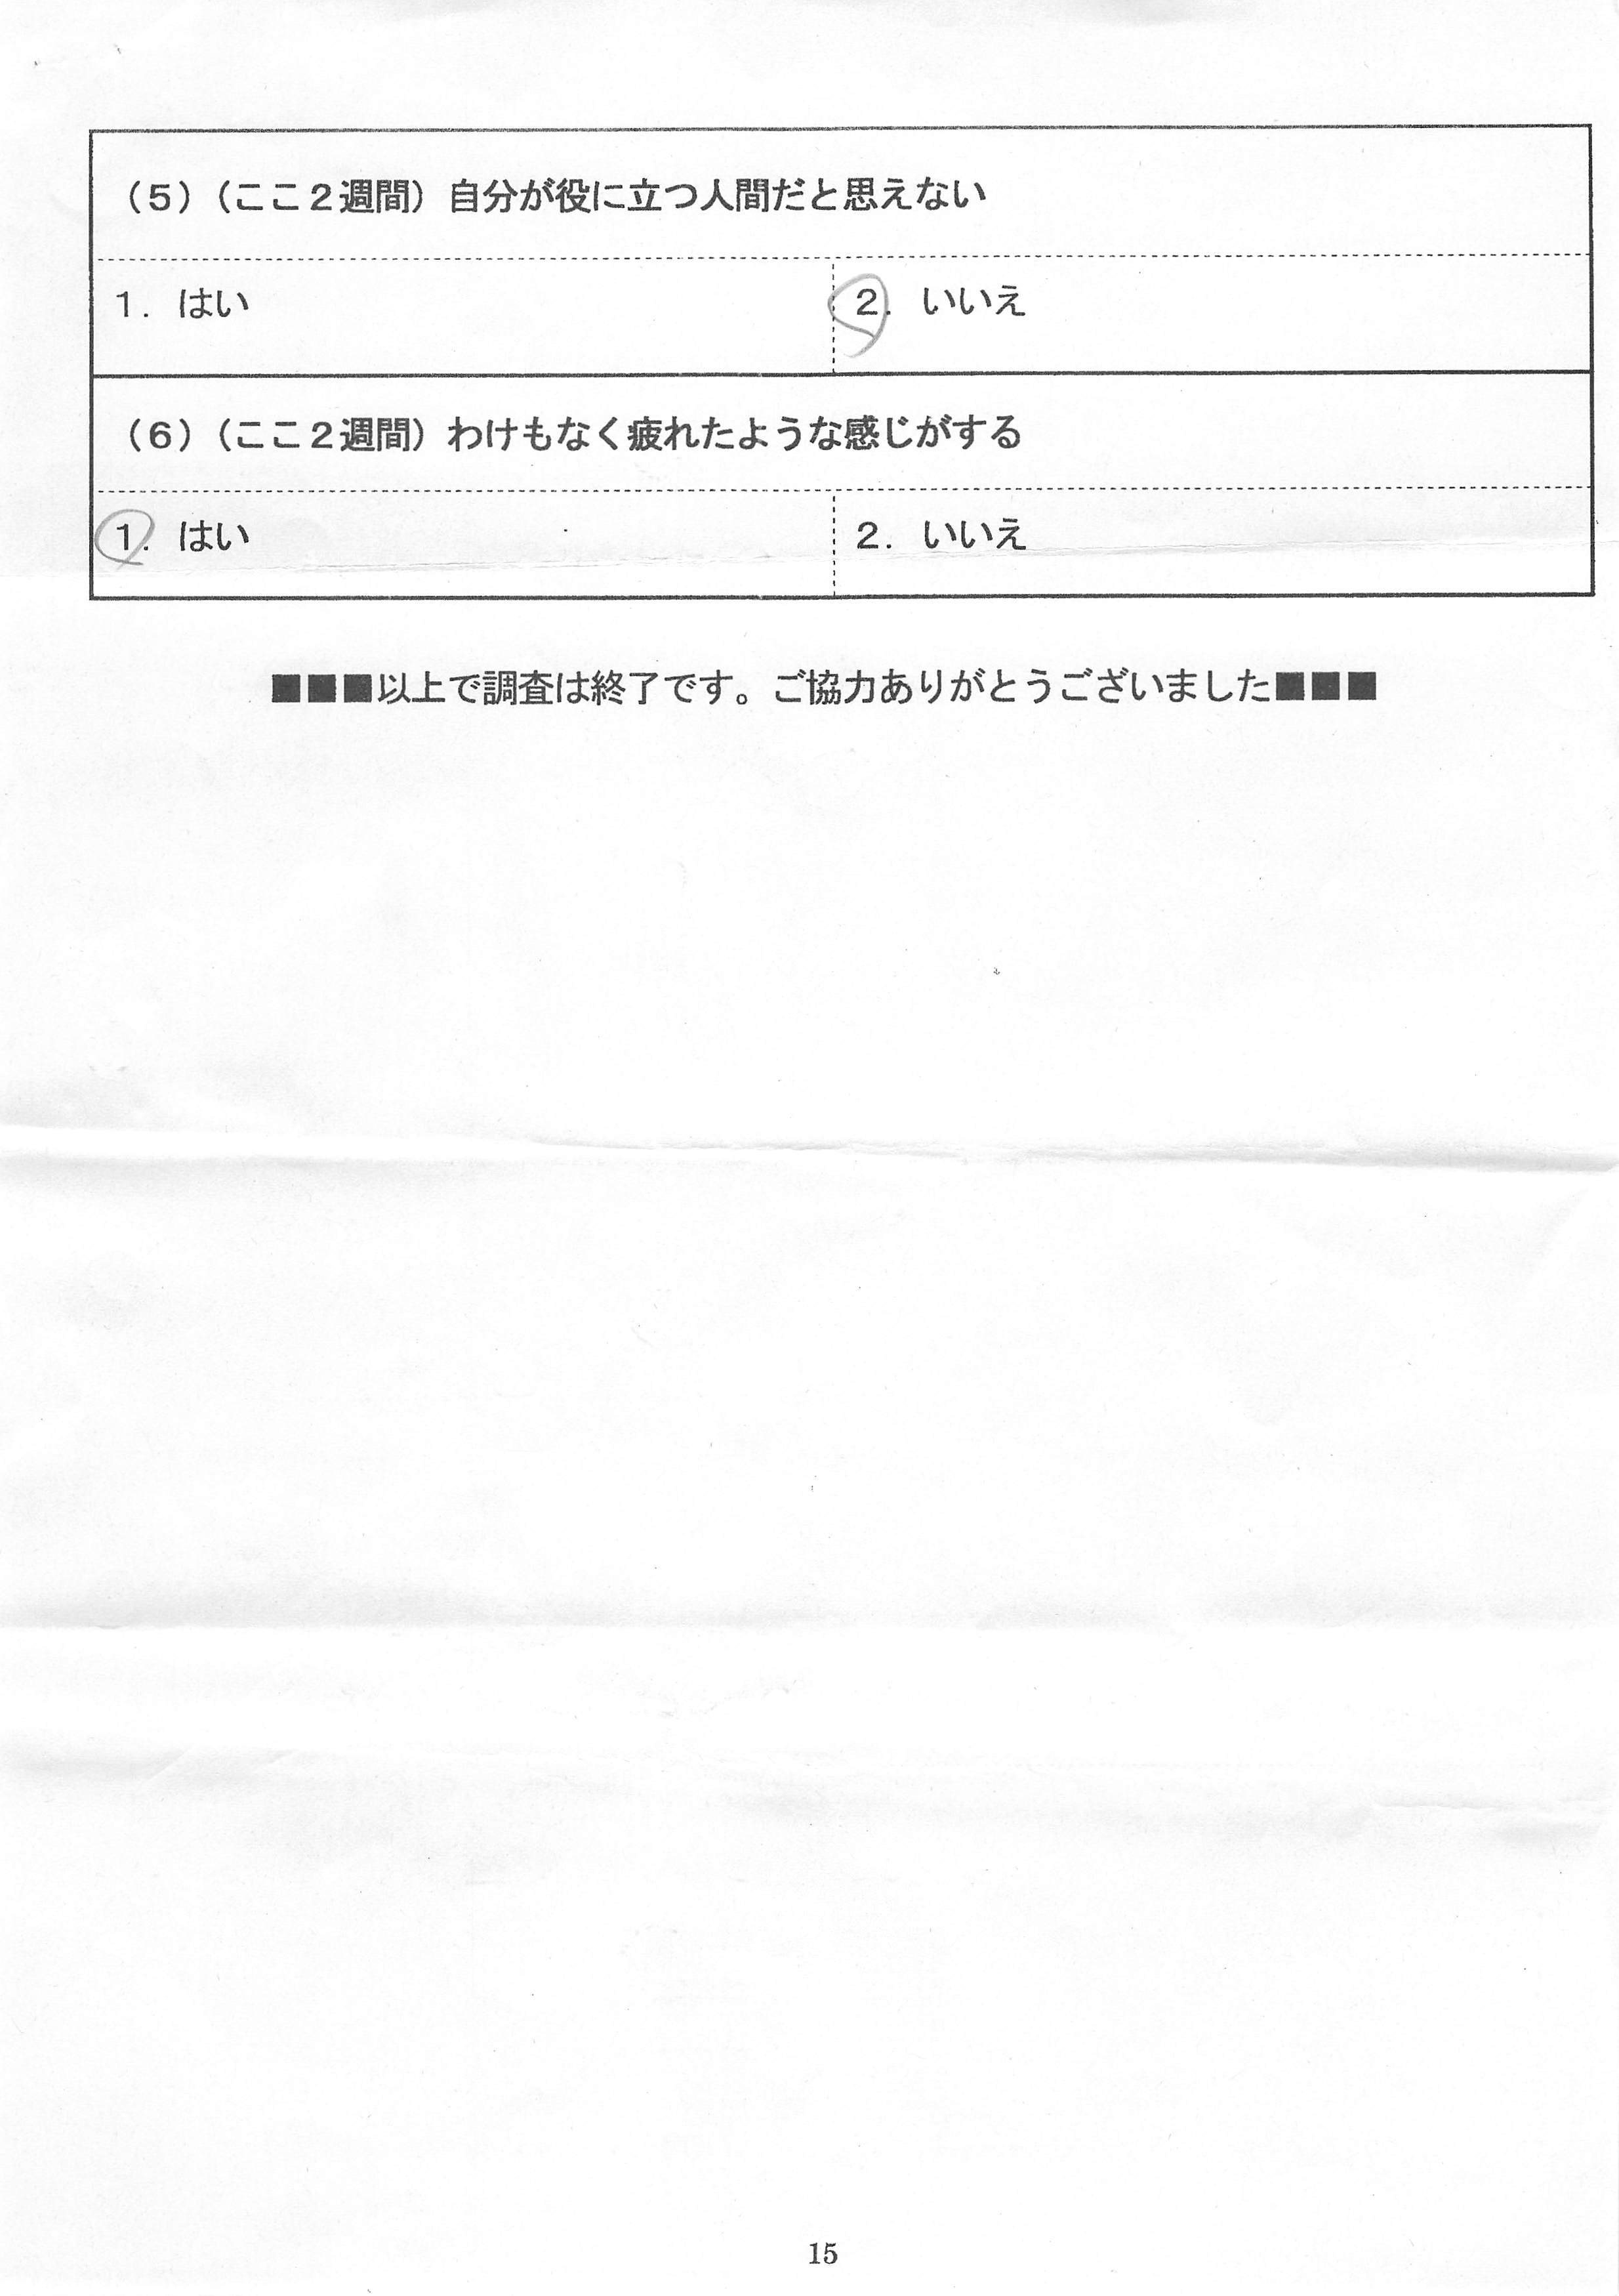 （５）（ここ２週間）自分が役に立つ人間だと思えない
１．はい
２．いいえ
（６）（ここ２週間）わけもなく疲れたような感じがする
１．はい
２．いいえ
■■■以上で調査は終了です。ご協力ありがとうございました■■■
15